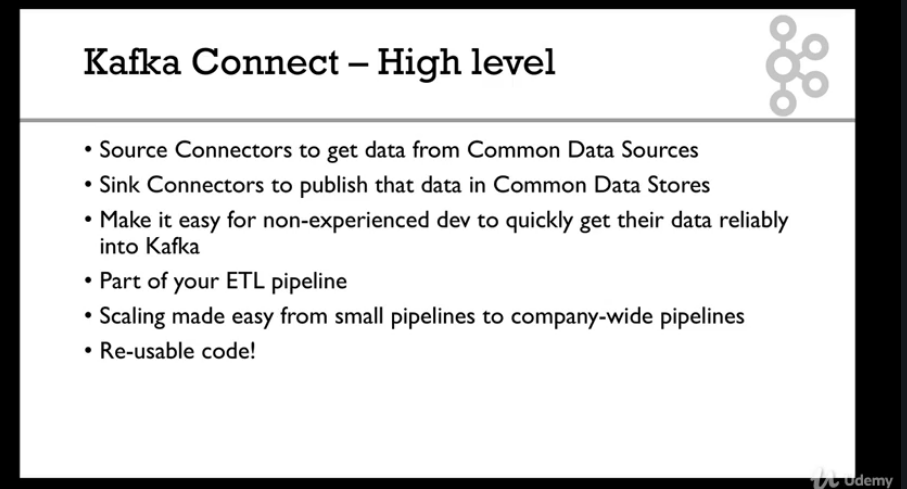 Kafka Connect – High level
• Source Connectors to get data from Common Data Sources
• Sink Connectors to publish that data in Common Data Stores
• Make it easy for non-experienced dev to quickly get their data reliably
into Kafka
• Part of your ETL pipeline
• Scaling made easy from small pipelines to company-wide pipelines
• Re-usable code!
Udemy